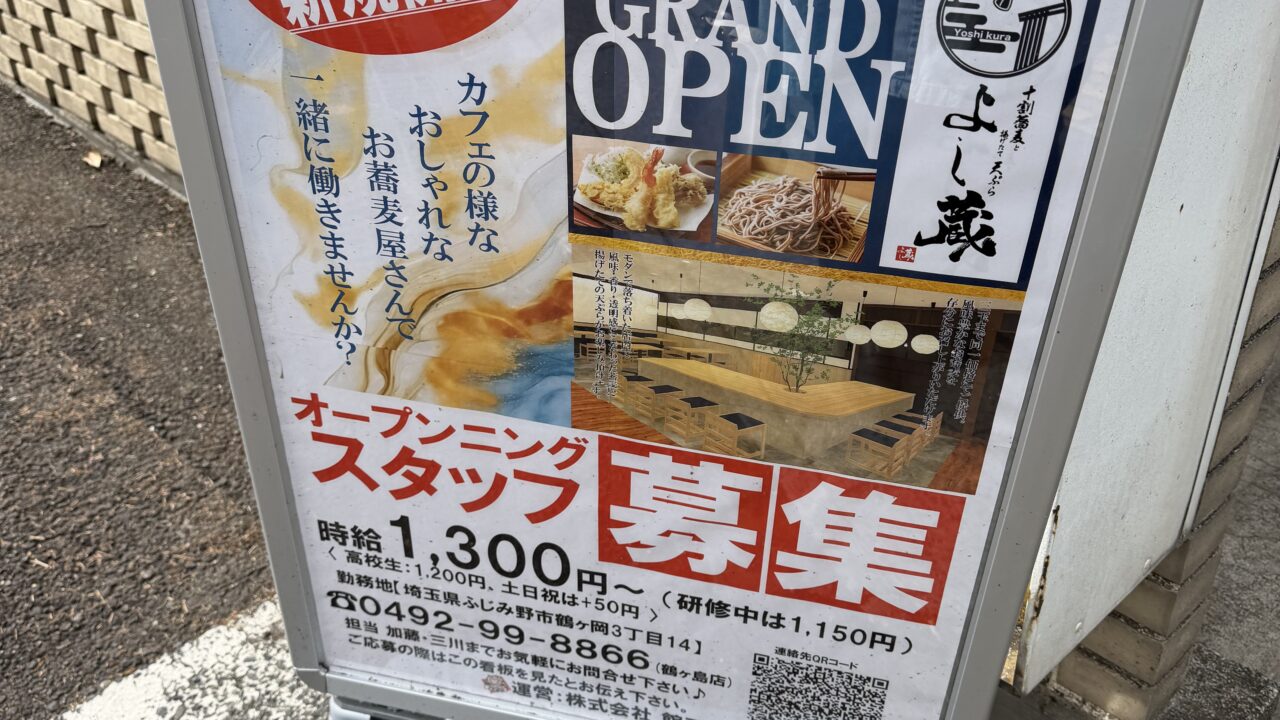 カフェの様な
おしゃれな
お蕎麦屋さんで
一緒に働きませんか?
GRAND
OPEN
Yoshi kura
十割蕎麦と
揚げたて 天ぷら
よし蔵
オープニング
スタッフ
募集
時給1,300円~
(研修中は1,150円)
〈 高校生:1,200円、土日祝は+50円 〉
勤務地【埼玉県ふじみ野市鶴ヶ岡3丁目14】
☎0492-99-8866(鶴ヶ島店)
担当 加藤・三川までお気軽にお問合せ下さい♪
ご応募の際はこの看板を見たとお伝え下さい。
運営:株式会社
連絡先QRコード